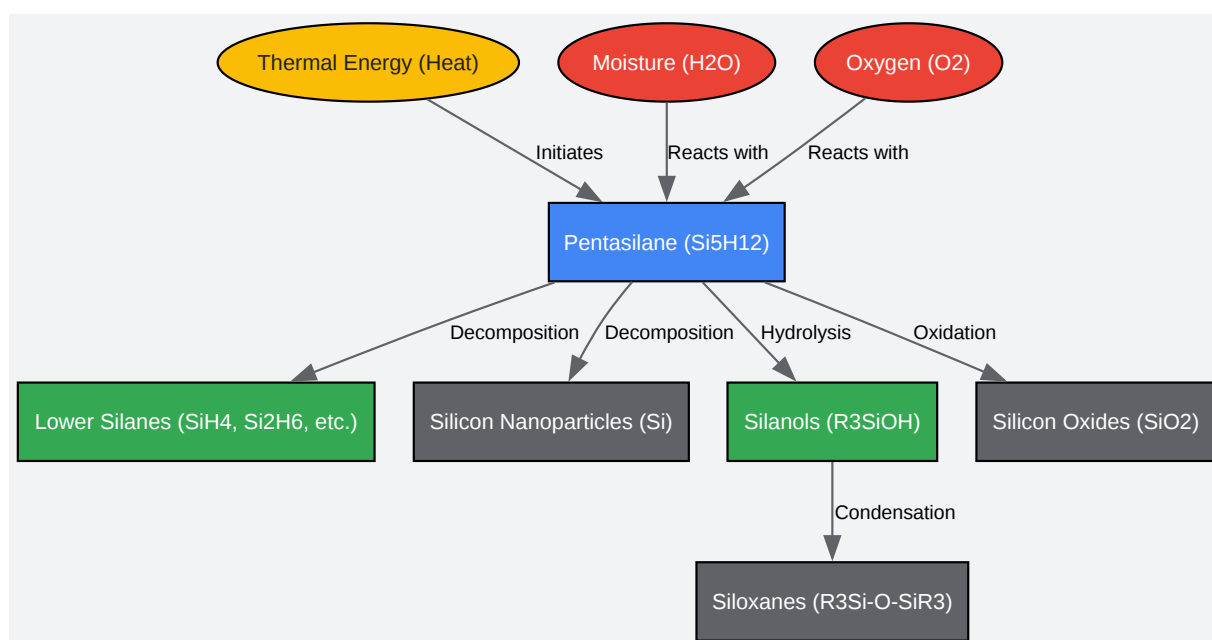 Thermal Energy (Heat)
Moisture (H2O)
Oxygen (O2)
Initiates
Reacts with
Reacts with
Pentasilane (Si5H12)
Decomposition
Decomposition
Hydrolysis
Oxidation
Lower Silanes (SiH4, Si2H6, etc.)
Silicon Nanoparticles (Si)
Silanols (R3SiOH)
Silicon Oxides (SiO2)
Condensation
Siloxanes (R3Si-O-SiR3)